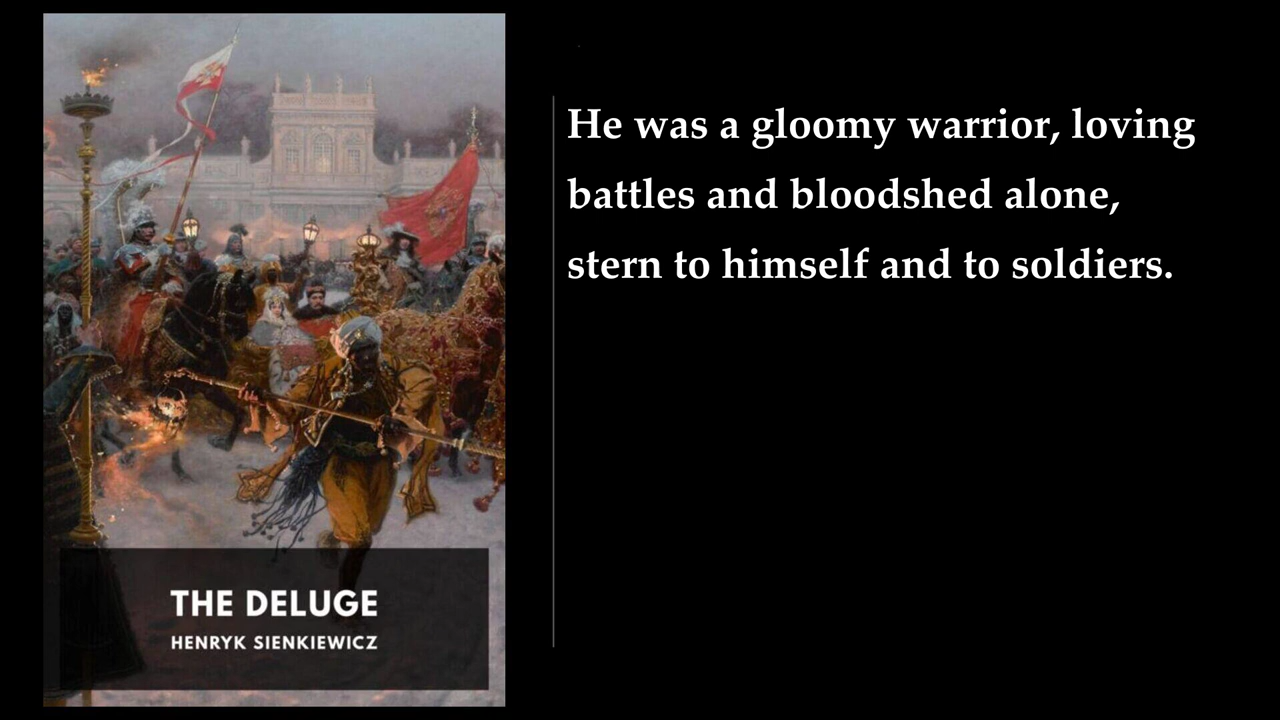 THE DELUGE
HENRYK SIENKIEWICZ
He was a gloomy warrior, loving
battles and bloodshed alone,
stern to himself and to soldiers.